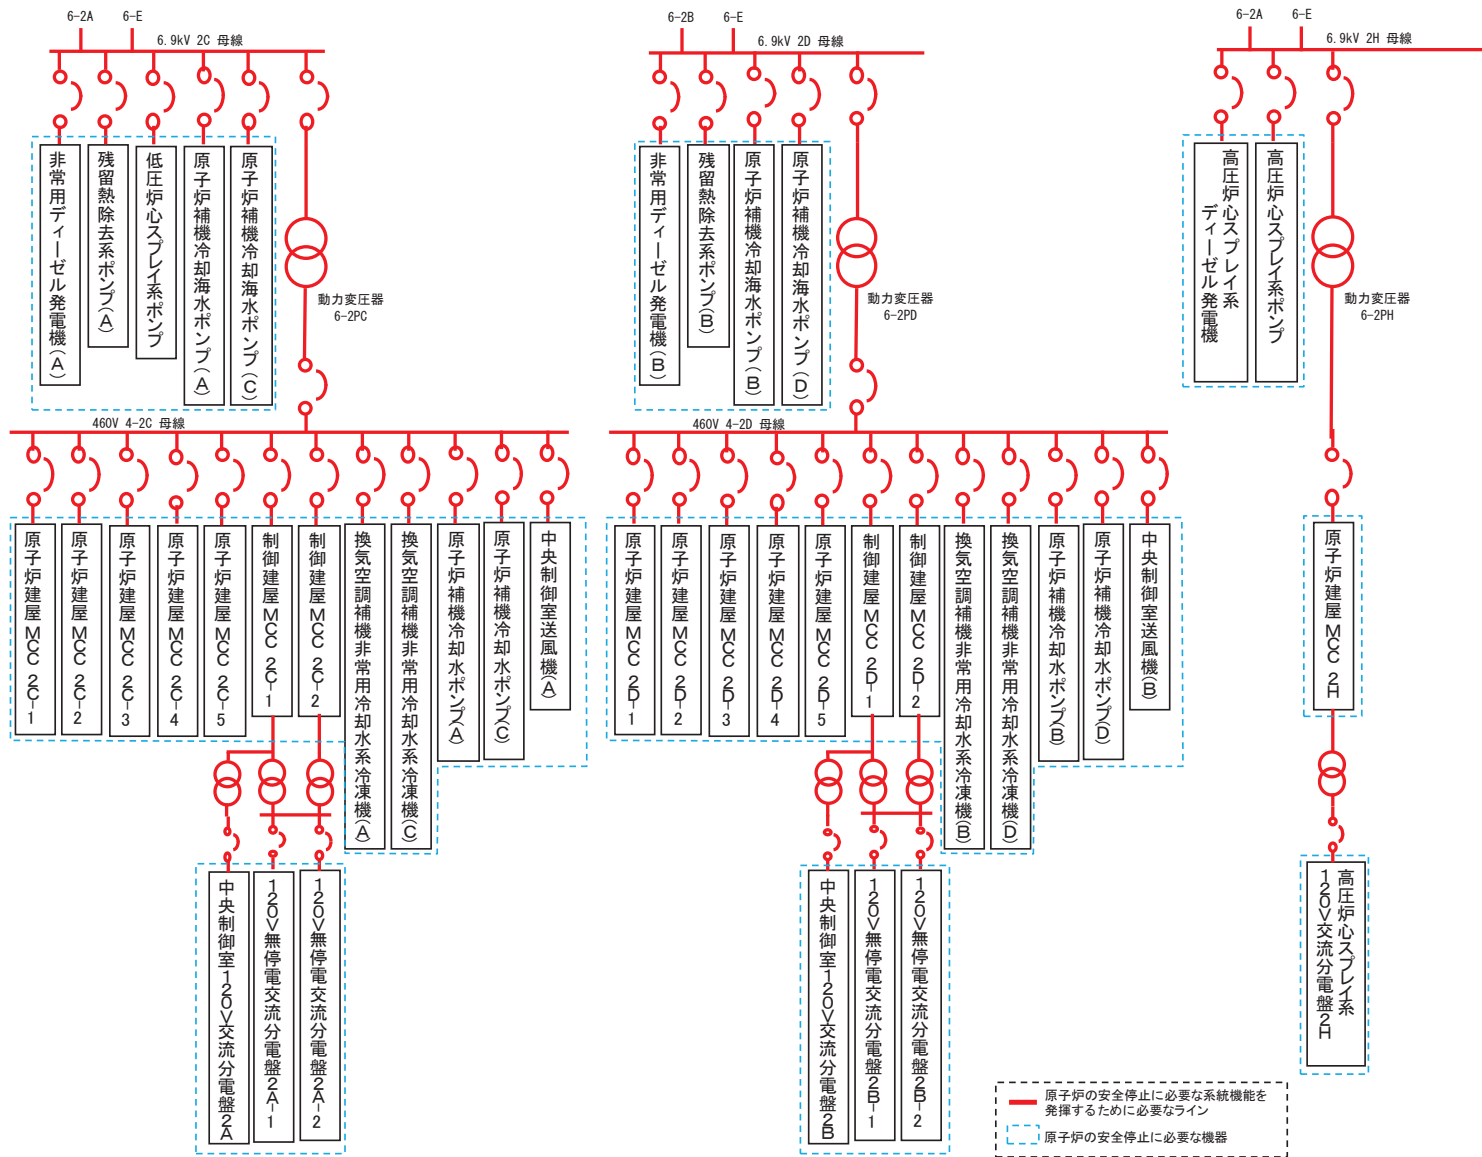 6-2A
6-E
6.9kV 2C 母線
非常用ディーゼル発電機(A)
残留熱除去系ポンプ(A)
低圧炉心スプレイ系ポンプ
原子炉補機冷却海水ポンプ(A)
原子炉補機冷却海水ポンプ(C)
動力変圧器
6-2PC
460V 4-2C 母線
原子炉建屋MCC 2C-1
原子炉建屋MCC 2C-2
原子炉建屋MCC 2C-3
原子炉建屋MCC 2C-4
原子炉建屋MCC 2C-5
制御建屋MCC 2C-1
制御建屋MCC 2C-2
換気空調補機非常用冷却水系冷凍機(A)
換気空調補機非常用冷却水系冷凍機(C)
原子炉補機冷却水ポンプ(A)
原子炉補機冷却水ポンプ(C)
中央制御室送風機(A)
中央制御室120V交流分電盤2A
120V無停電交流分電盤2A-1
120V無停電交流分電盤2A-2
6-2B
6-E
6.9kV 2D 母線
非常用ディーゼル発電機(B)
残留熱除去系ポンプ(B)
原子炉補機冷却海水ポンプ(B)
原子炉補機冷却海水ポンプ(D)
動力変圧器
6-2PD
460V 4-2D 母線
原子炉建屋MCC 2D-1
原子炉建屋MCC 2D-2
原子炉建屋MCC 2D-3
原子炉建屋MCC 2D-4
原子炉建屋MCC 2D-5
制御建屋MCC 2D-1
制御建屋MCC 2D-2
換気空調補機非常用冷却水系冷凍機(B)
換気空調補機非常用冷却水系冷凍機(D)
原子炉補機冷却水ポンプ(B)
原子炉補機冷却水ポンプ(D)
中央制御室送風機(B)
中央制御室120V交流分電盤2B
120V無停電交流分電盤2B-1
120V無停電交流分電盤2B-2
6-2A
6-E
6.9kV 2H 母線
高圧炉心スプレイ系
ディーゼル発電機
高圧炉心スプレイ系ポンプ
動力変圧器
6-2PH
原子炉建屋MCC 2H
高圧炉心スプレイ系
120V交流分電盤2H
原子炉の安全停止に必要な系統機能を
発揮するために必要なライン
原子炉の安全停止に必要な機器